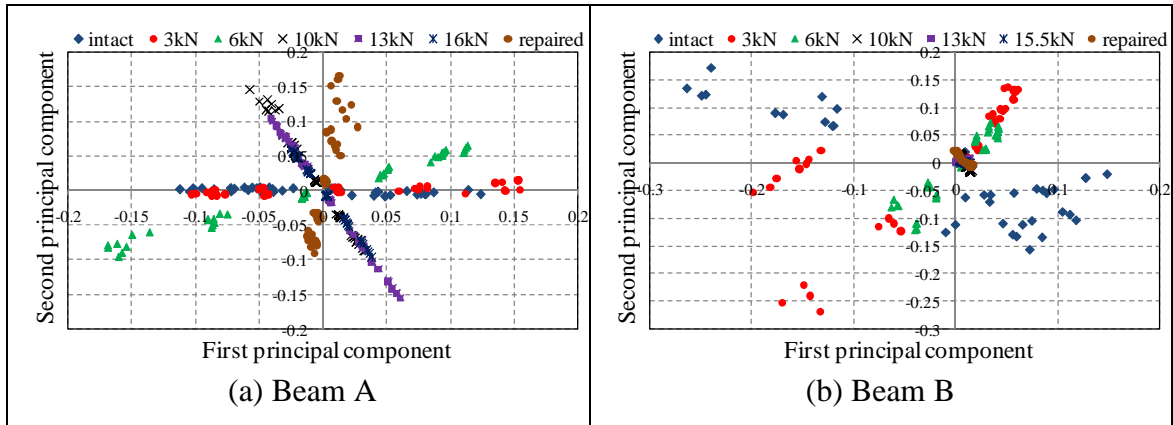 intact 3kN 6kN 10kN 13kN 16kN repaired
0.2
0.15
0.1
0.05
0
-0.05
-0.1
-0.15
-0.2
-0.2 -0.15 -0.1 -0.05 0.0 0.05 0.1 0.15 0.2
Second principal component
First principal component
(a) Beam A
intact 3kN 6kN 10kN 13kN 15.5kN repaired
0.2
0.15
0.1
0.05
0
-0.05
-0.1
-0.15
-0.2
-0.25
-0.3
-0.3 -0.2 -0.1 0 0.1 0.2
Second principal component
First principal component
(b) Beam B